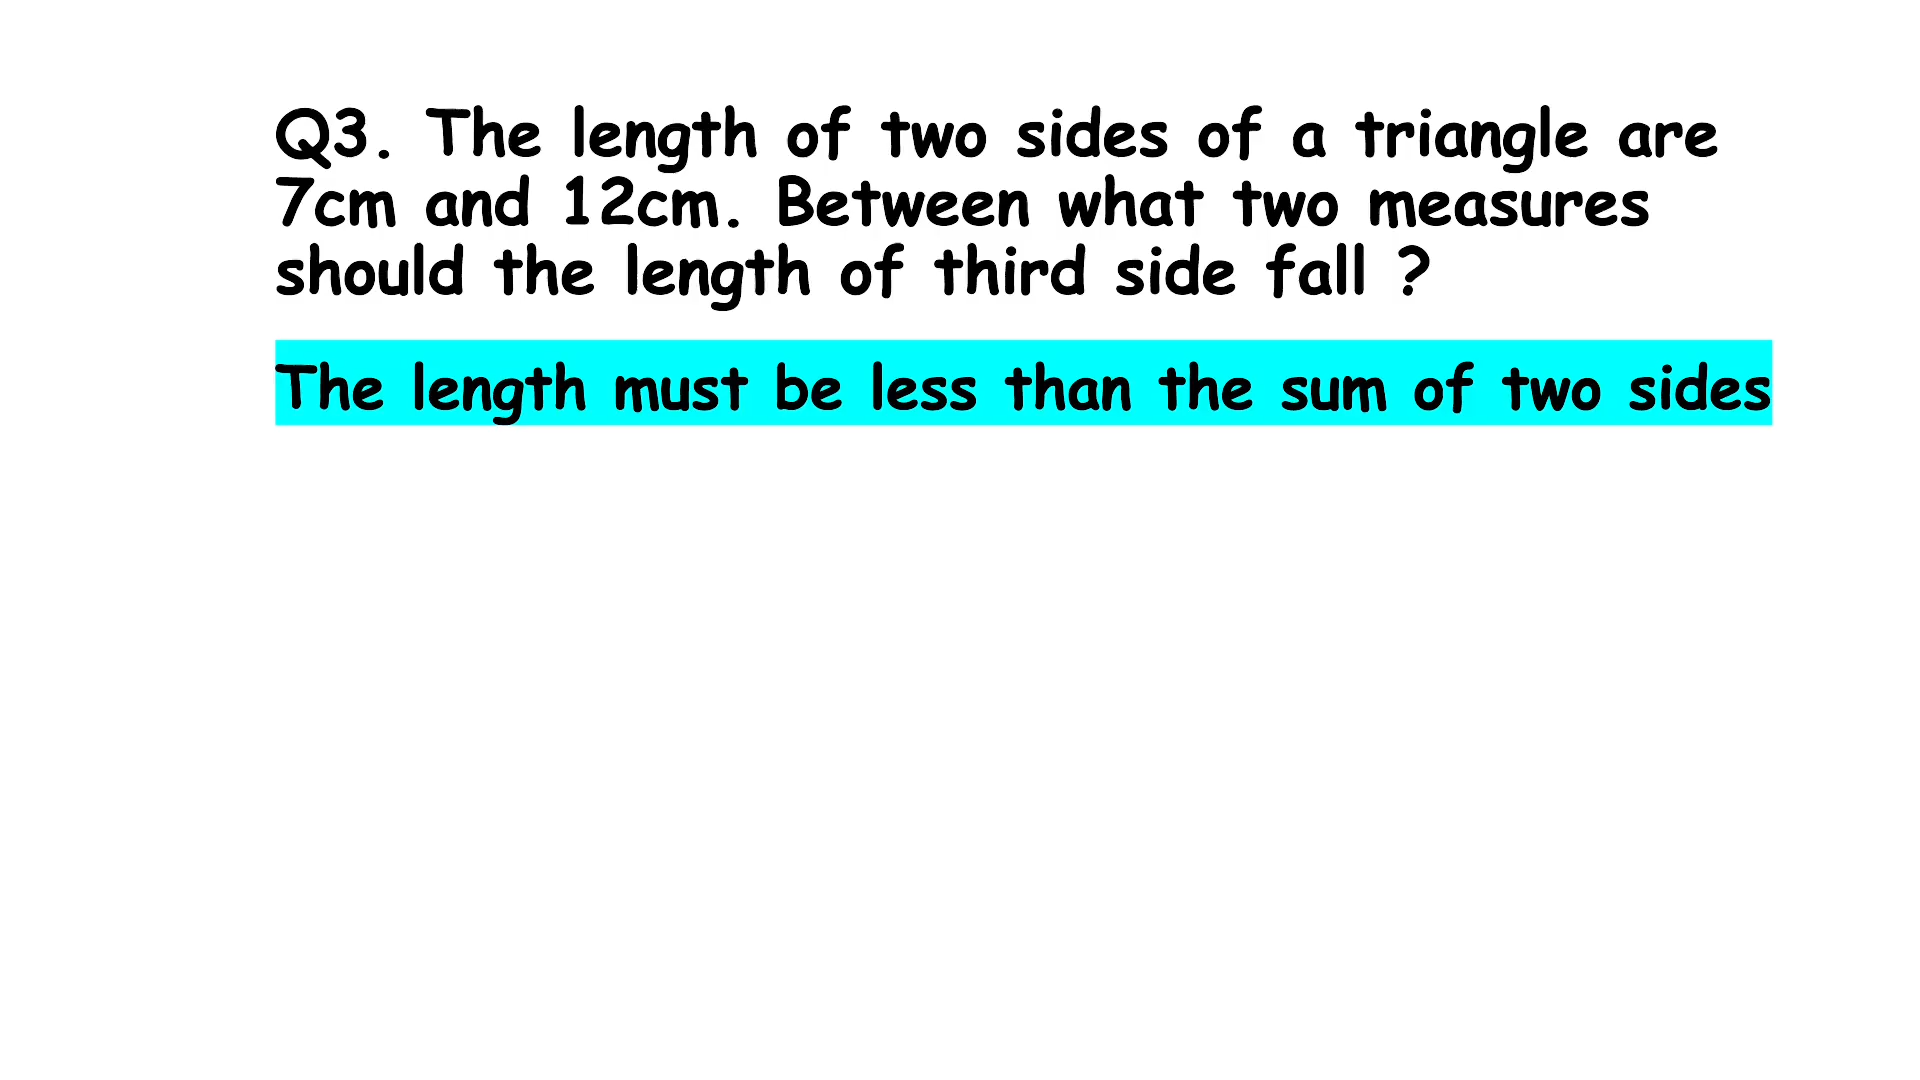 Q3. The length of two sides of a triangle are
7cm and 12cm. Between what two measures
should the length of third side fall ?
The length must be less than the sum of two sides